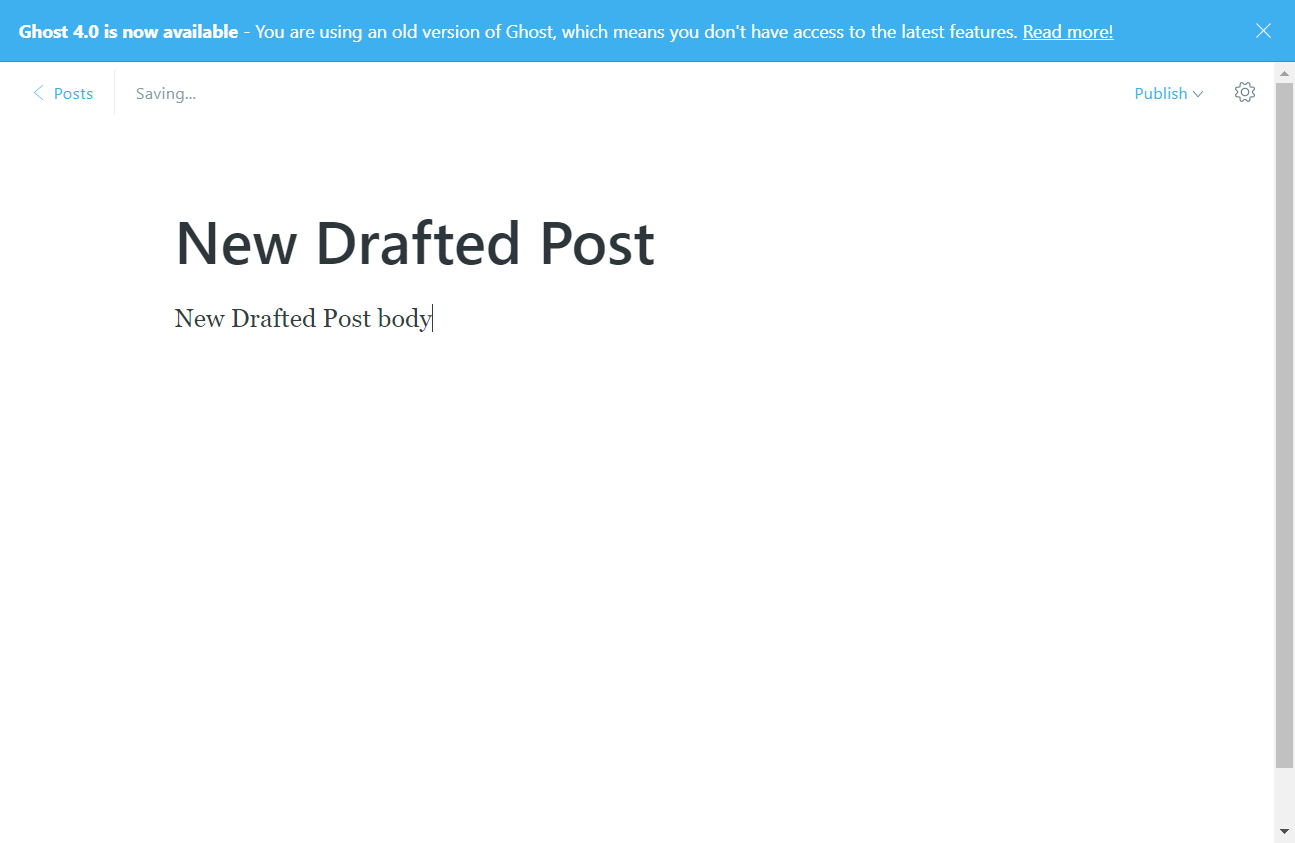 Ghost 4.0 is now available - You are using an old version of Ghost, which means you don't have access to the latest features. Read more!
Posts Saving... Publish
New Drafted Post
New Drafted Post body